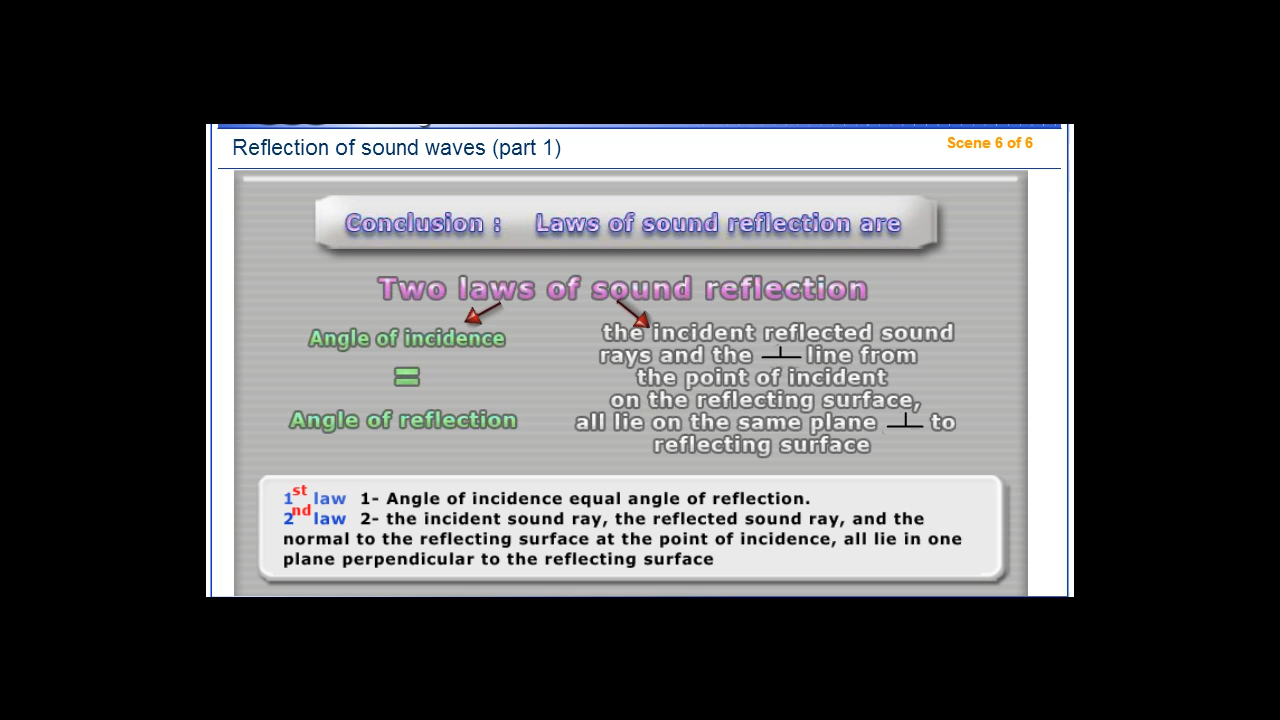 Reflection of sound waves (part 1)
Scene 6 of 6
Conclusion : Laws of sound reflection are
Two laws of sound reflection
Angle of incidence
=
Angle of reflection
the incident reflected sound
rays and the ⊥ line from
the point of incident
on the reflecting surface,
all lie on the same plane ⊥ to
reflecting surface
1st law 1- Angle of incidence equal angle of reflection.
2nd law 2- the incident sound ray, the reflected sound ray, and the
normal to the reflecting surface at the point of incidence, all lie in one
plane perpendicular to the reflecting surface